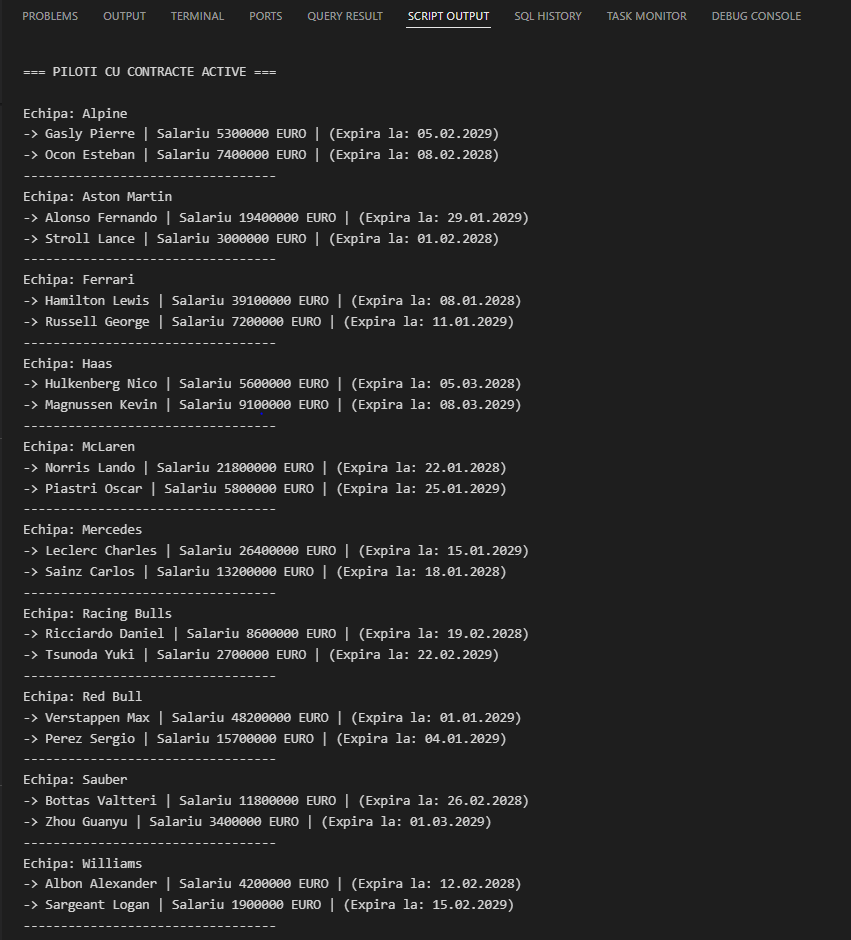 PROBLEMS OUTPUT TERMINAL PORTS QUERY RESULT SCRIPT OUTPUT SQL HISTORY TASK MONITOR DEBUG CONSOLE
=== PILOTI CU CONTRACTE ACTIVE ===
Echipa: Alpine
-> Gasly Pierre | Salariu 5300000 EURO | (Expira la: 05.02.2029)
-> Ocon Esteban | Salariu 7400000 EURO | (Expira la: 08.02.2028)
----------------------------------
Echipa: Aston Martin
-> Alonso Fernando | Salariu 19400000 EURO | (Expira la: 29.01.2029)
-> Stroll Lance | Salariu 3000000 EURO | (Expira la: 01.02.2028)
----------------------------------
Echipa: Ferrari
-> Hamilton Lewis | Salariu 39100000 EURO | (Expira la: 08.01.2028)
-> Russell George | Salariu 7200000 EURO | (Expira la: 11.01.2029)
----------------------------------
Echipa: Haas
-> Hulkenberg Nico | Salariu 5600000 EURO | (Expira la: 05.03.2028)
-> Magnussen Kevin | Salariu 9100000 EURO | (Expira la: 08.03.2029)
----------------------------------
Echipa: McLaren
-> Norris Lando | Salariu 21800000 EURO | (Expira la: 22.01.2028)
-> Piastri Oscar | Salariu 5800000 EURO | (Expira la: 25.01.2029)
----------------------------------
Echipa: Mercedes
-> Leclerc Charles | Salariu 26400000 EURO | (Expira la: 15.01.2029)
-> Sainz Carlos | Salariu 13200000 EURO | (Expira la: 18.01.2028)
----------------------------------
Echipa: Racing Bulls
-> Ricciardo Daniel | Salariu 8600000 EURO | (Expira la: 19.02.2028)
-> Tsunoda Yuki | Salariu 2700000 EURO | (Expira la: 22.02.2029)
----------------------------------
Echipa: Red Bull
-> Verstappen Max | Salariu 48200000 EURO | (Expira la: 01.01.2029)
-> Perez Sergio | Salariu 15700000 EURO | (Expira la: 04.01.2029)
----------------------------------
Echipa: Sauber
-> Bottas Valtteri | Salariu 11800000 EURO | (Expira la: 26.02.2028)
-> Zhou Guanyu | Salariu 3400000 EURO | (Expira la: 01.03.2029)
----------------------------------
Echipa: Williams
-> Albon Alexander | Salariu 4200000 EURO | (Expira la: 12.02.2028)
-> Sargeant Logan | Salariu 1900000 EURO | (Expira la: 15.02.2029)
----------------------------------